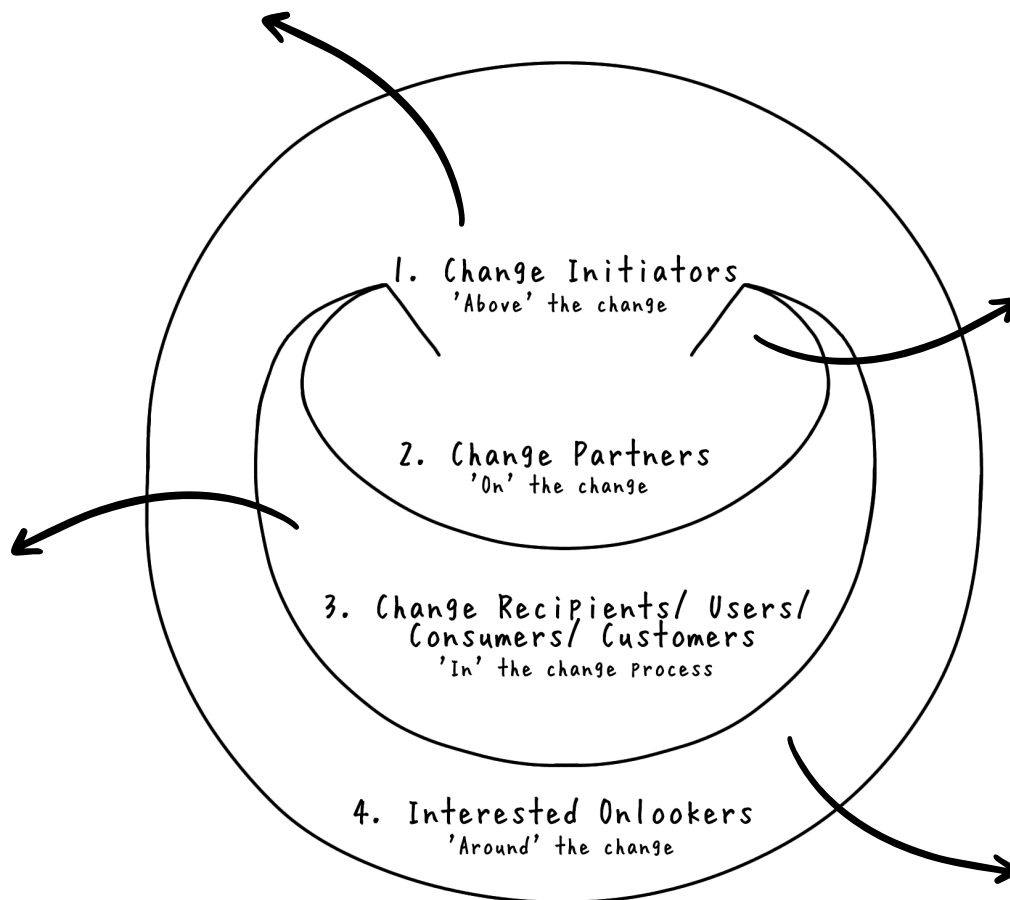 1. Change Initiators
'Above' the change
2. Change Partners
'On' the change
3. Change Recipients/ Users/
Consumers/ Customers
'In' the change process
4. Interested Onlookers
'Around' the change